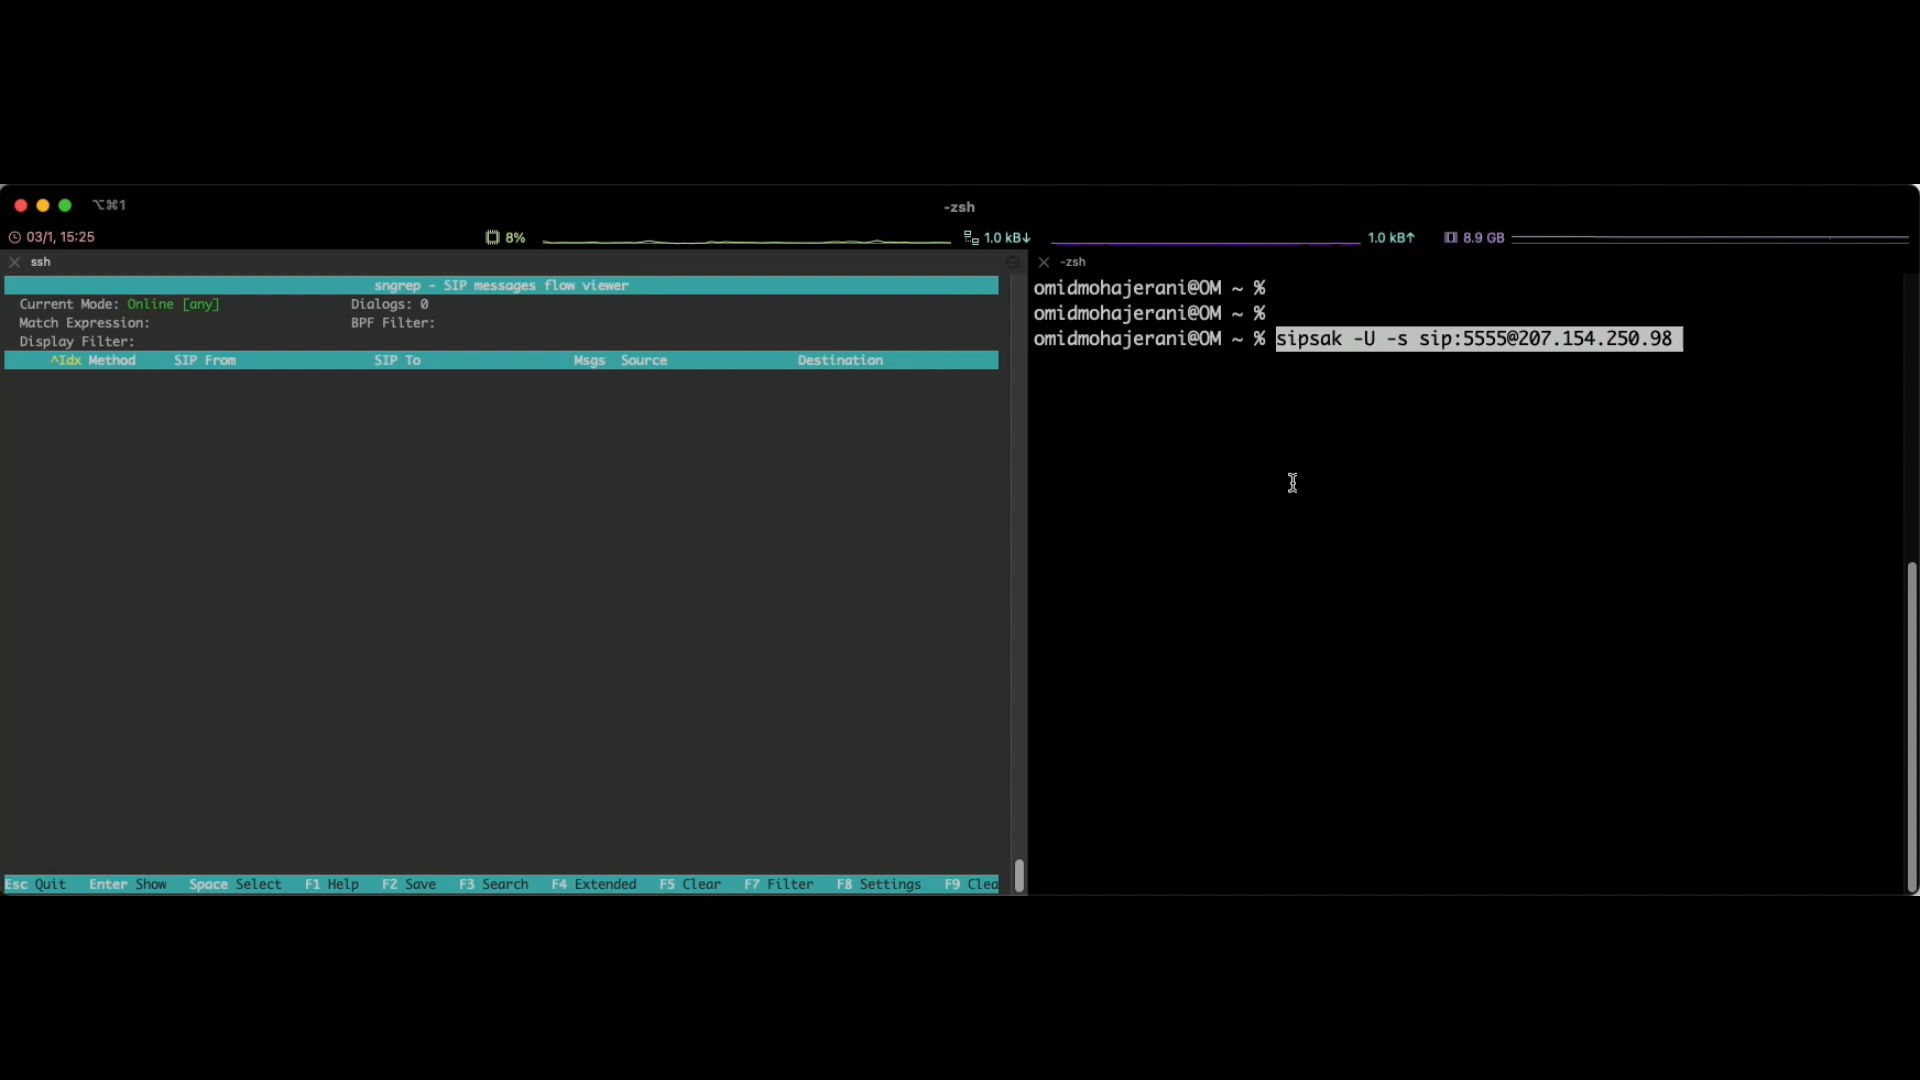 ⌥⌘1
-zsh
03/1, 15:25
8%
1.0 kB↓
1.0 kB↑
8.9 GB
ssh
sngrep - SIP messages flow viewer
Current Mode: Online [any] Dialogs: 0
Match Expression: BPF Filter:
Display Filter:
^Idx Method SIP From SIP To Msgs Source Destination
Esc Quit Enter Show Space Select F1 Help F2 Save F3 Search F4 Extended F5 Clear F7 Filter F8 Settings F9 Clea
-zsh
omidmohajerani@OM ~ %
omidmohajerani@OM ~ %
omidmohajerani@OM ~ % sipsak -U -s sip:5555@207.154.250.98